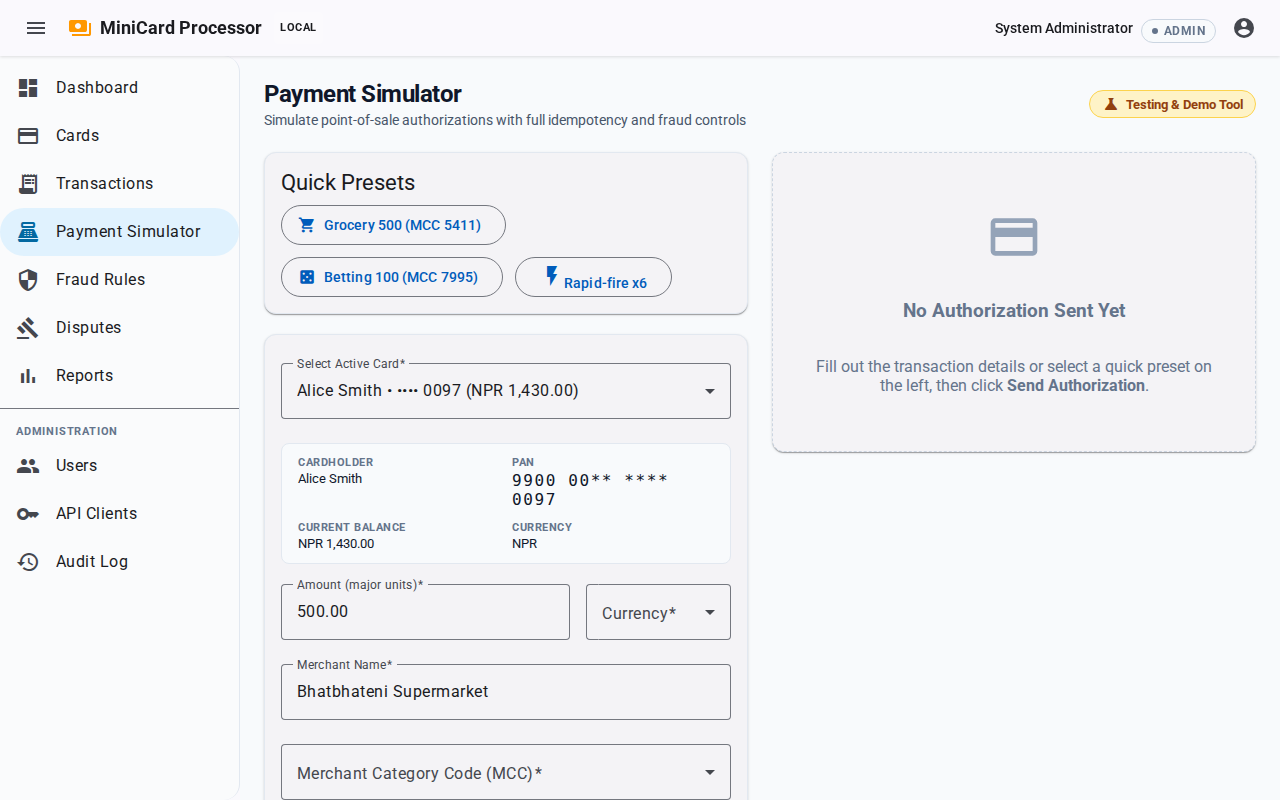 MiniCard Processor
LOCAL
System Administrator
ADMIN
Dashboard
Cards
Transactions
Payment Simulator
Fraud Rules
Disputes
Reports
ADMINISTRATION
Users
API Clients
Audit Log
Payment Simulator
Simulate point-of-sale authorizations with full idempotency and fraud controls
Testing & Demo Tool
Quick Presets
Grocery 500 (MCC 5411)
Betting 100 (MCC 7995)
Rapid-fire x6
Select Active Card*
Alice Smith • •••• 0097 (NPR 1,430.00)
CARDHOLDER
Alice Smith
PAN
9900 00** ****
0097
CURRENT BALANCE
NPR 1,430.00
CURRENCY
NPR
Amount (major units)*
500.00
Currency*
Merchant Name*
Bhatbhateni Supermarket
Merchant Category Code (MCC)*
No Authorization Sent Yet
Fill out the transaction details or select a quick preset on
the left, then click Send Authorization.